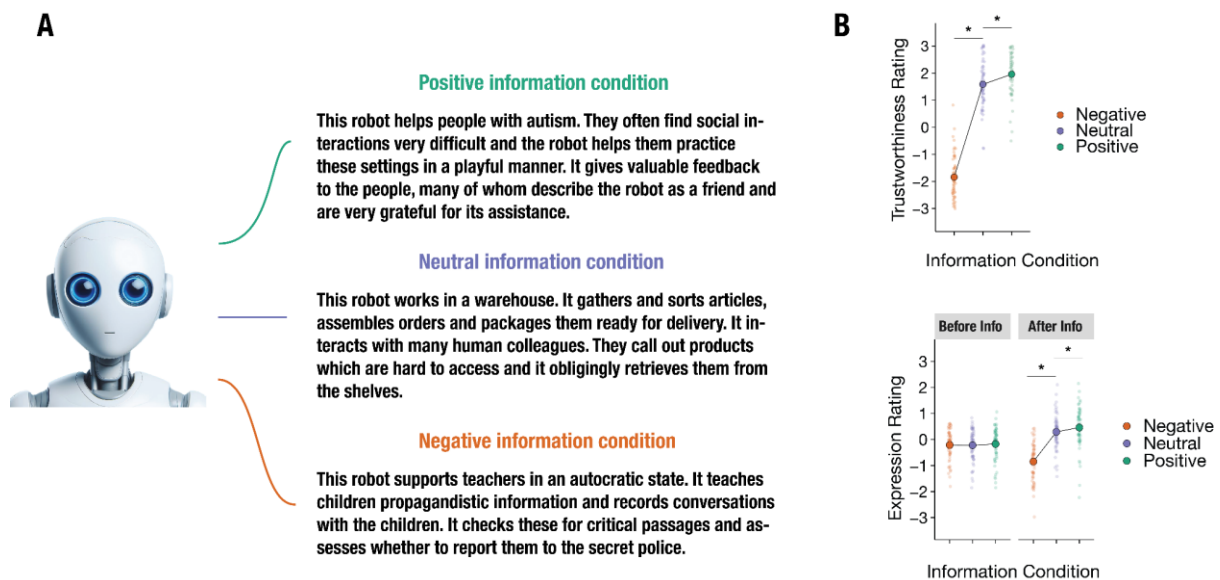 A
Positive information condition
This robot helps people with autism. They often find social in-
teractions very difficult and the robot helps them practice
these settings in a playful manner. It gives valuable feedback
to the people, many of whom describe the robot as a friend and
are very grateful for its assistance.
Neutral information condition
This robot works in a warehouse. It gathers and sorts articles,
assembles orders and packages them ready for delivery. It in-
teracts with many human colleagues. They call out products
which are hard to access and it obligingly retrieves them from
the shelves.
Negative information condition
This robot supports teachers in an autocratic state. It teaches
children propagandistic information and records conversations
with the children. It checks these for critical passages and as-
sesses whether to report them to the secret police.
B
* *
Trustworthiness Rating
3
2
1
0
−1
−2
−3
Information Condition
Negative
Neutral
Positive
Before Info After Info
* *
Expression Rating
3
2
1
0
−1
−2
−3
Information Condition
Negative
Neutral
Positive